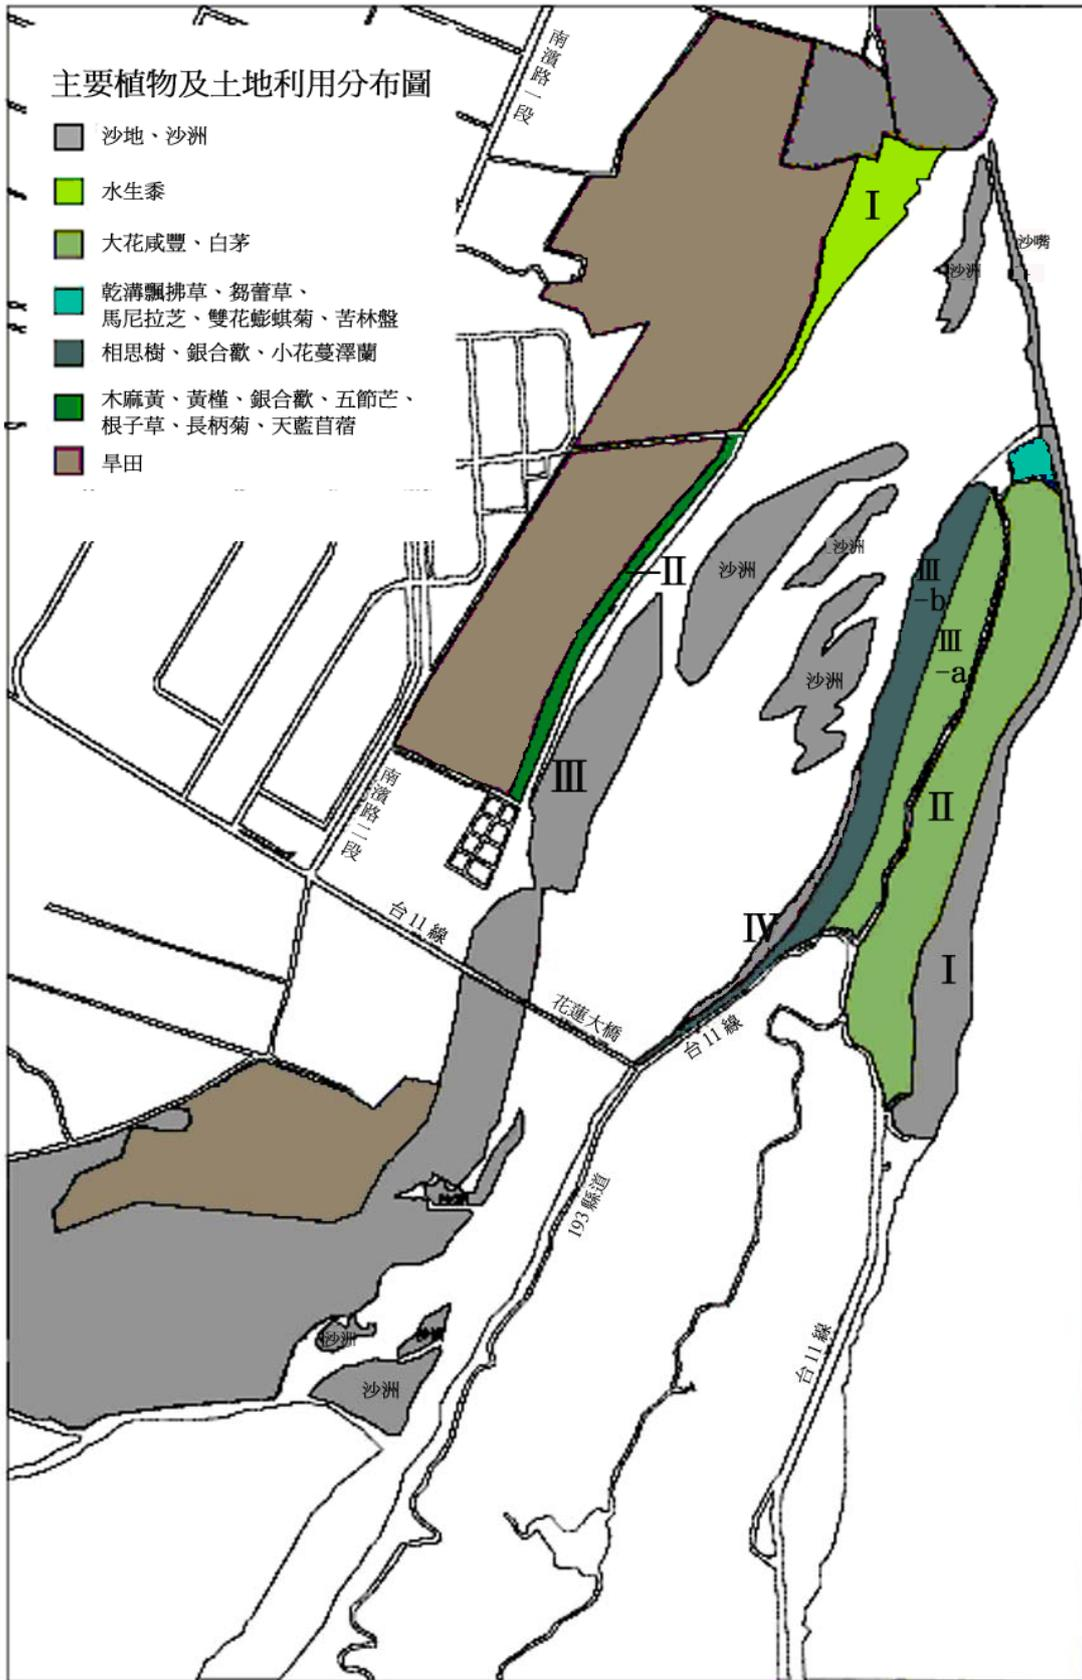 主要植物及土地利用分布圖
沙地、沙洲
水生黍
大花咸豐、白茅
乾溝飄拂草、芻蕾草、
馬尼拉芝、雙花蟛蜞菊、苦林盤
相思樹、銀合歡、小花蔓澤蘭
木麻黃、黃槿、銀合歡、五節芒、
根子草、長柄菊、天藍苜蓿
旱田
南濱路一段
I
沙嘴
沙洲
II
沙洲
沙洲
III
-b
III
-a
沙洲
III
南濱路二段
II
IV
台11線
I
花蓮大橋
台11線
193縣道
台11線
沙洲
沙洲